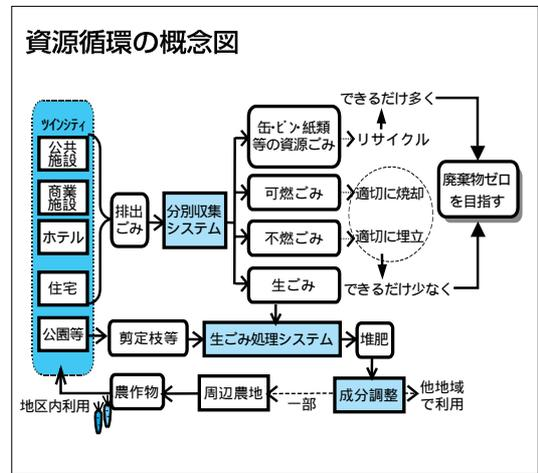 資源循環の概念図
ツインシティ
公共
施設
商業
施設
ホテル
住宅
公園等
排出
ごみ
分別収集
システム
缶・ビン・紙類
等の資源ごみ
可燃ごみ
不燃ごみ
生ごみ
できるだけ多く
リサイクル
適切に焼却
適切に埋立
できるだけ少なく
廃棄物ゼロ
を目指す
剪定枝等
生ごみ処理システム
堆肥
地区内利用
農作物
周辺農地
一部
成分調整
他地域
で利用